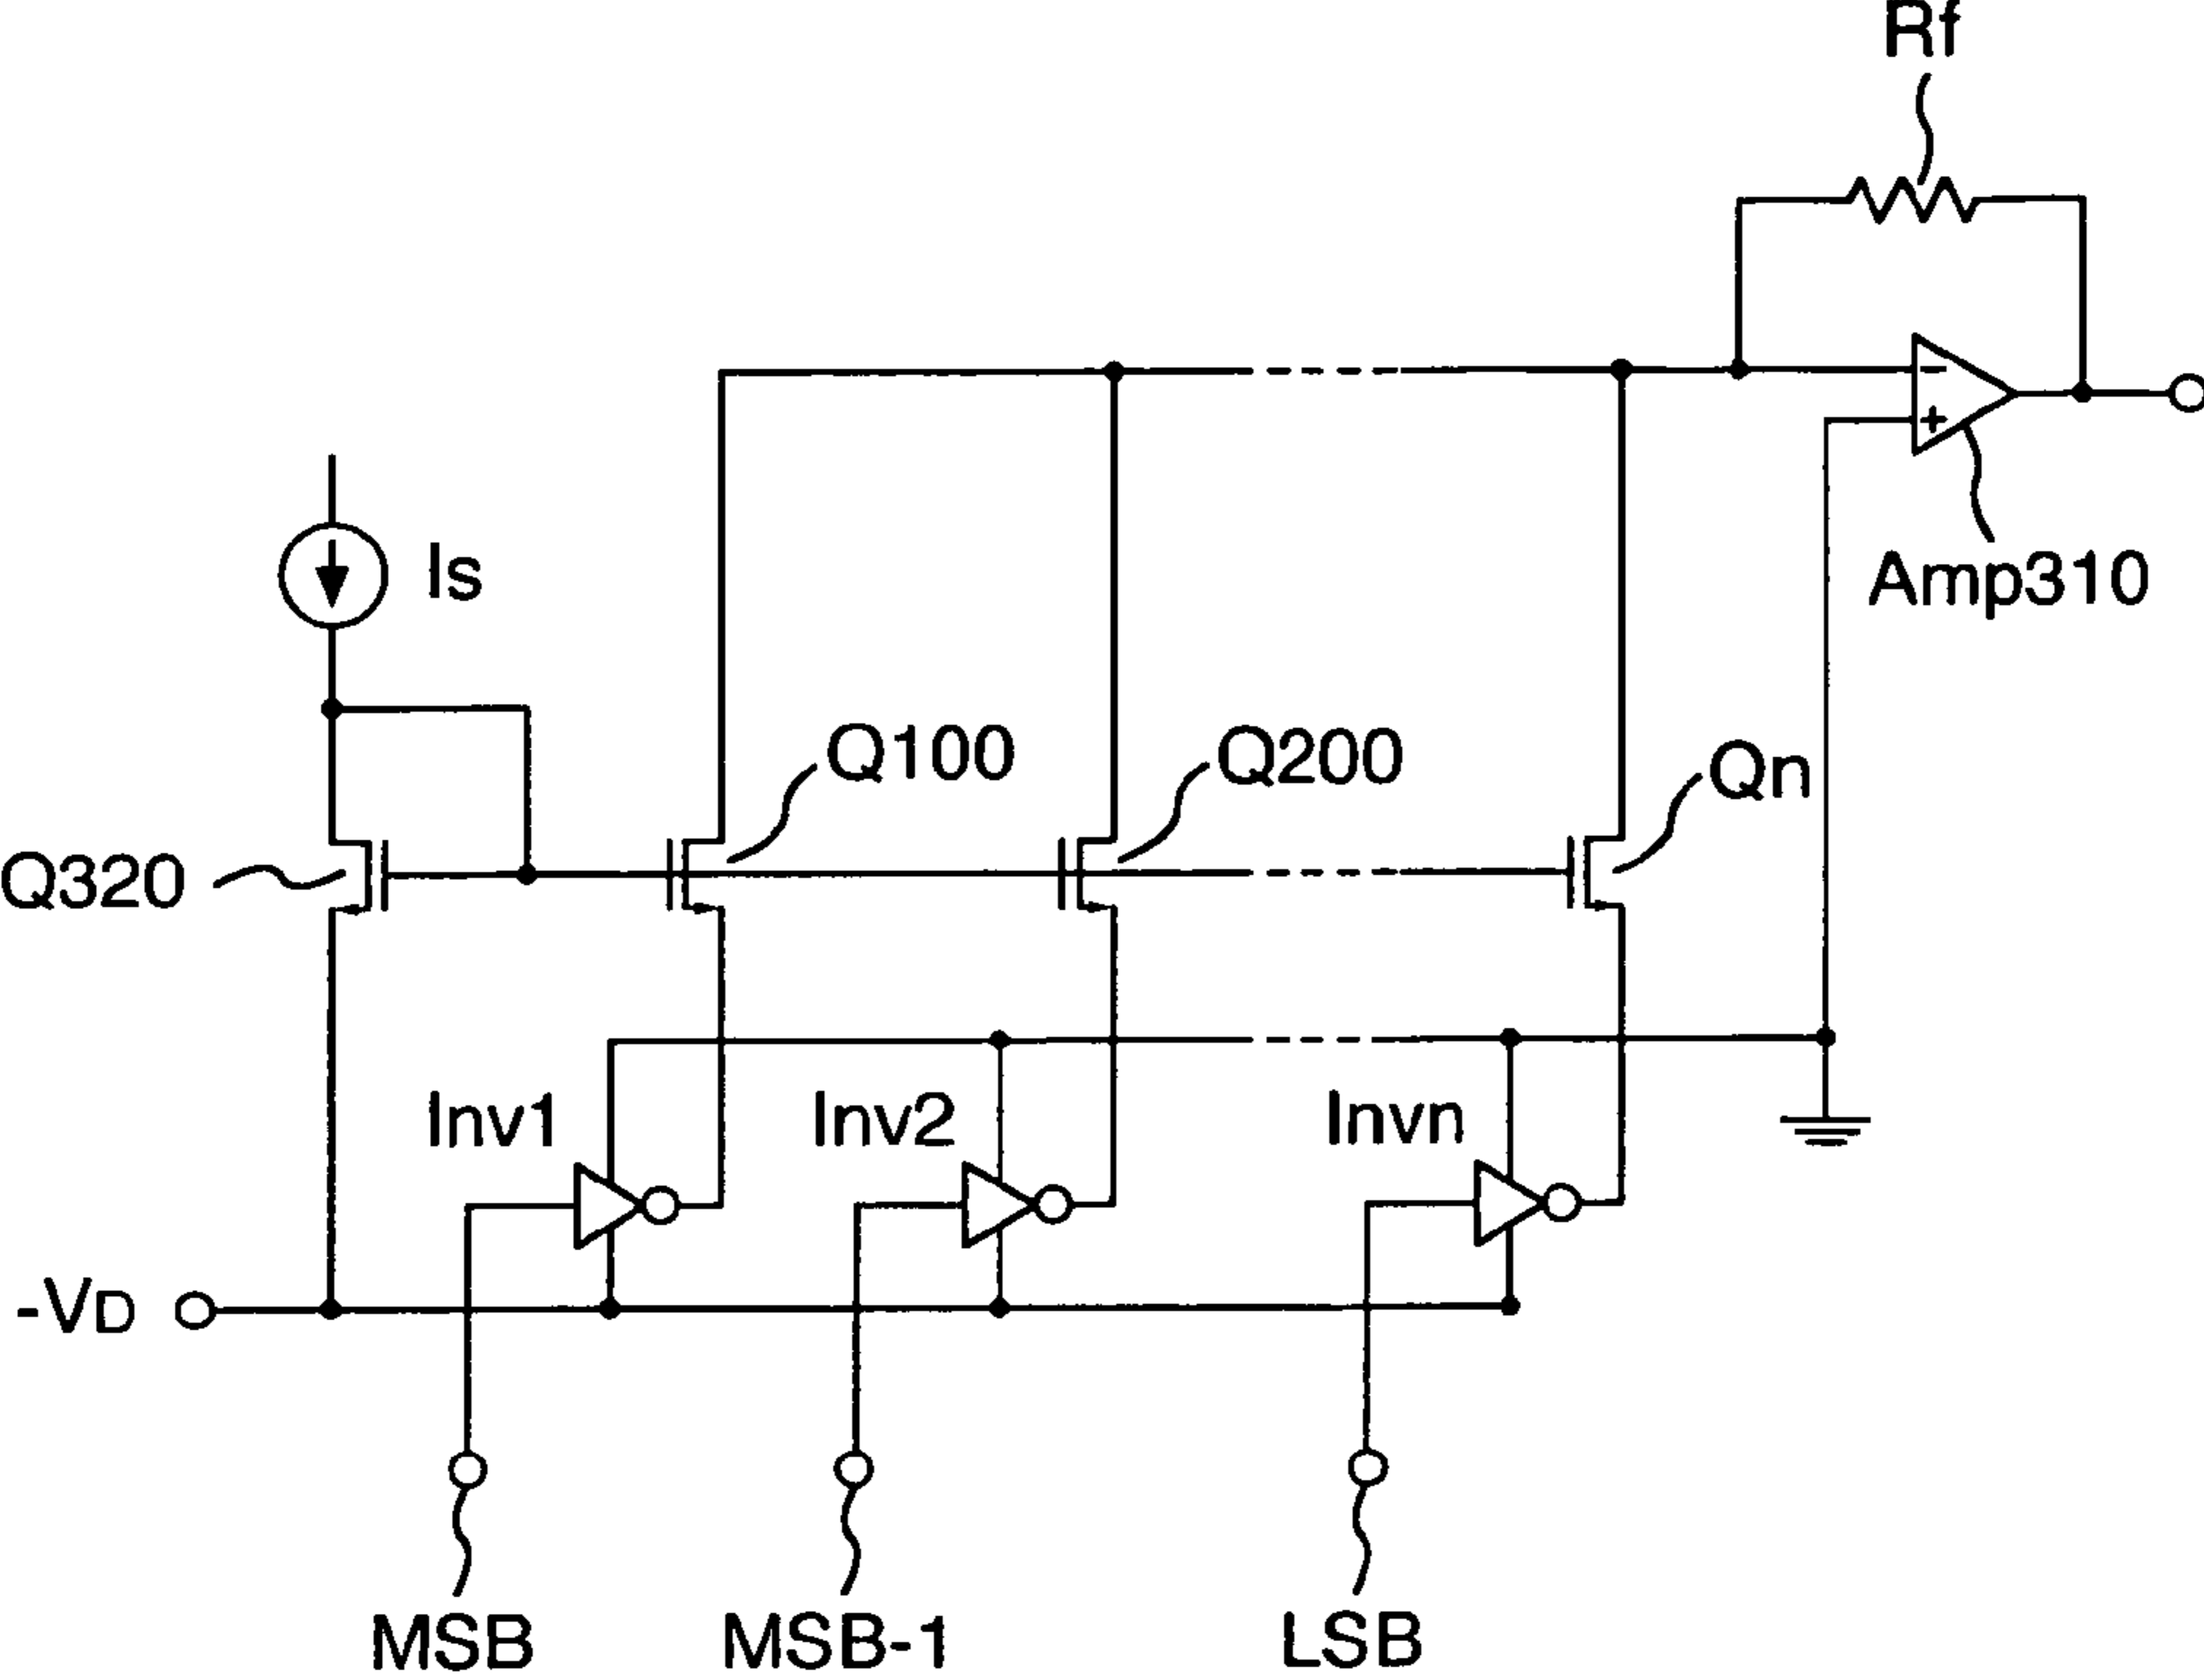 Rf
Is
Amp310
Q100
Q200
Qn
Q320
Inv1
Inv2
Invn
-VD
MSB
MSB-1
LSB